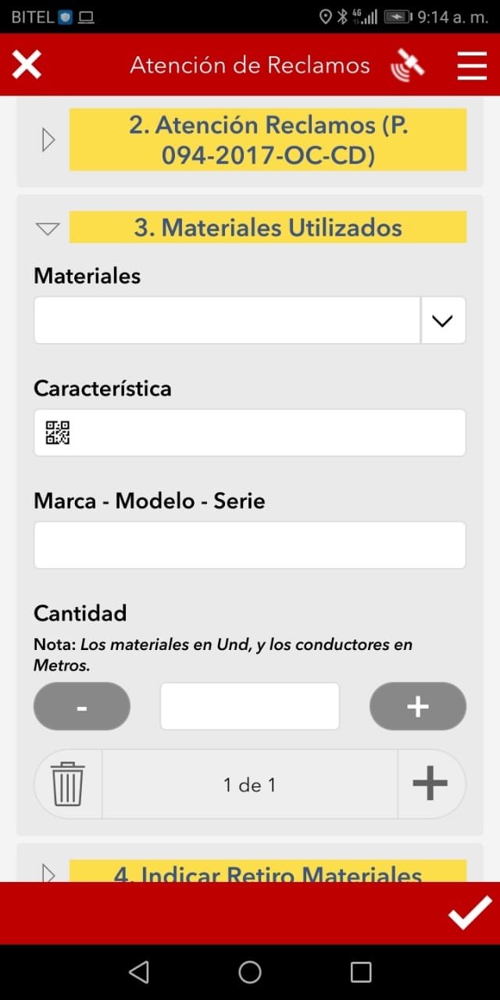 BITEL
4G
9:14 a. m.
Atención de Reclamos
2. Atención Reclamos (P.
094-2017-OC-CD)
3. Materiales Utilizados
Materiales
Característica
Marca - Modelo - Serie
Cantidad
Nota: Los materiales en Und, y los conductores en
Metros.
-
+
1 de 1
4. Indicar Retiro Materiales